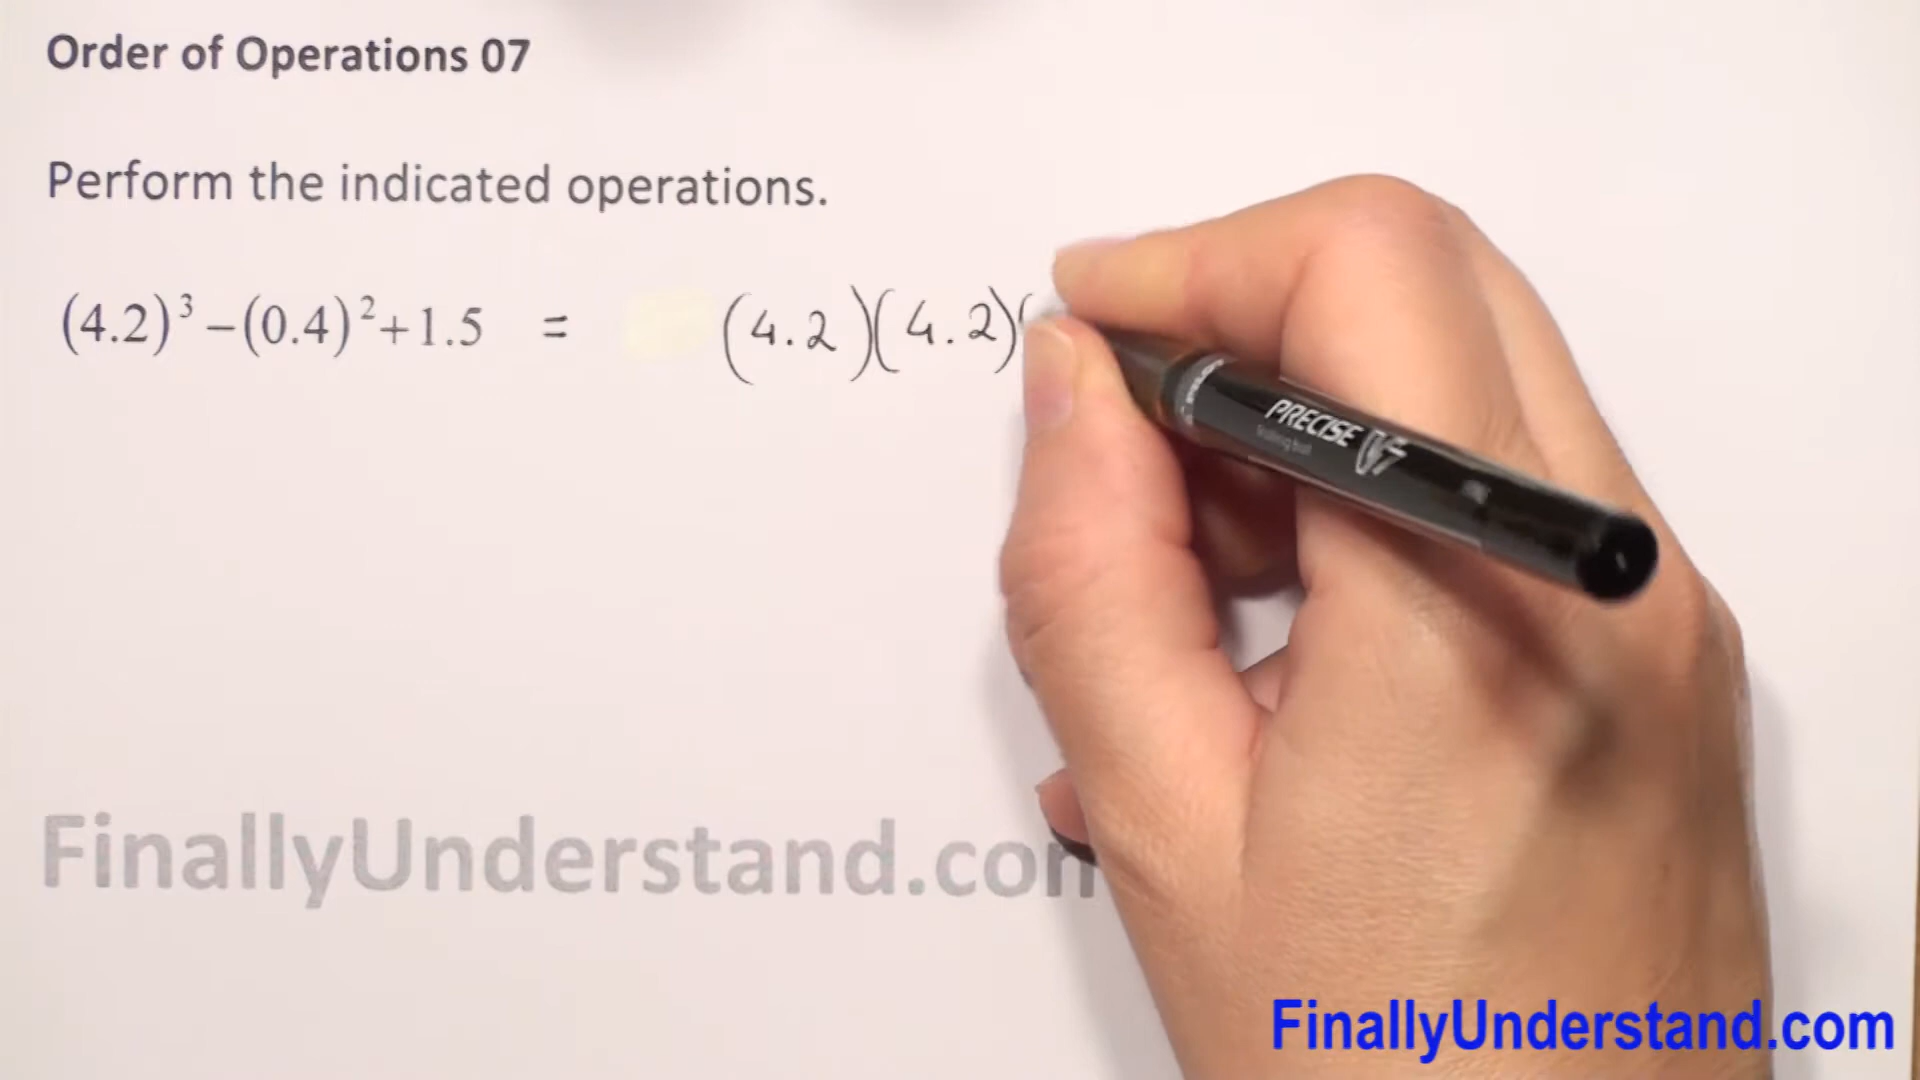 Order of Operations 07
Perform the indicated operations.
(4.2)³ −(0.4)²+1.5 = (4.2)(4.2)(
PRECISE V7
FinallyUnderstand.com
FinallyUnderstand.com